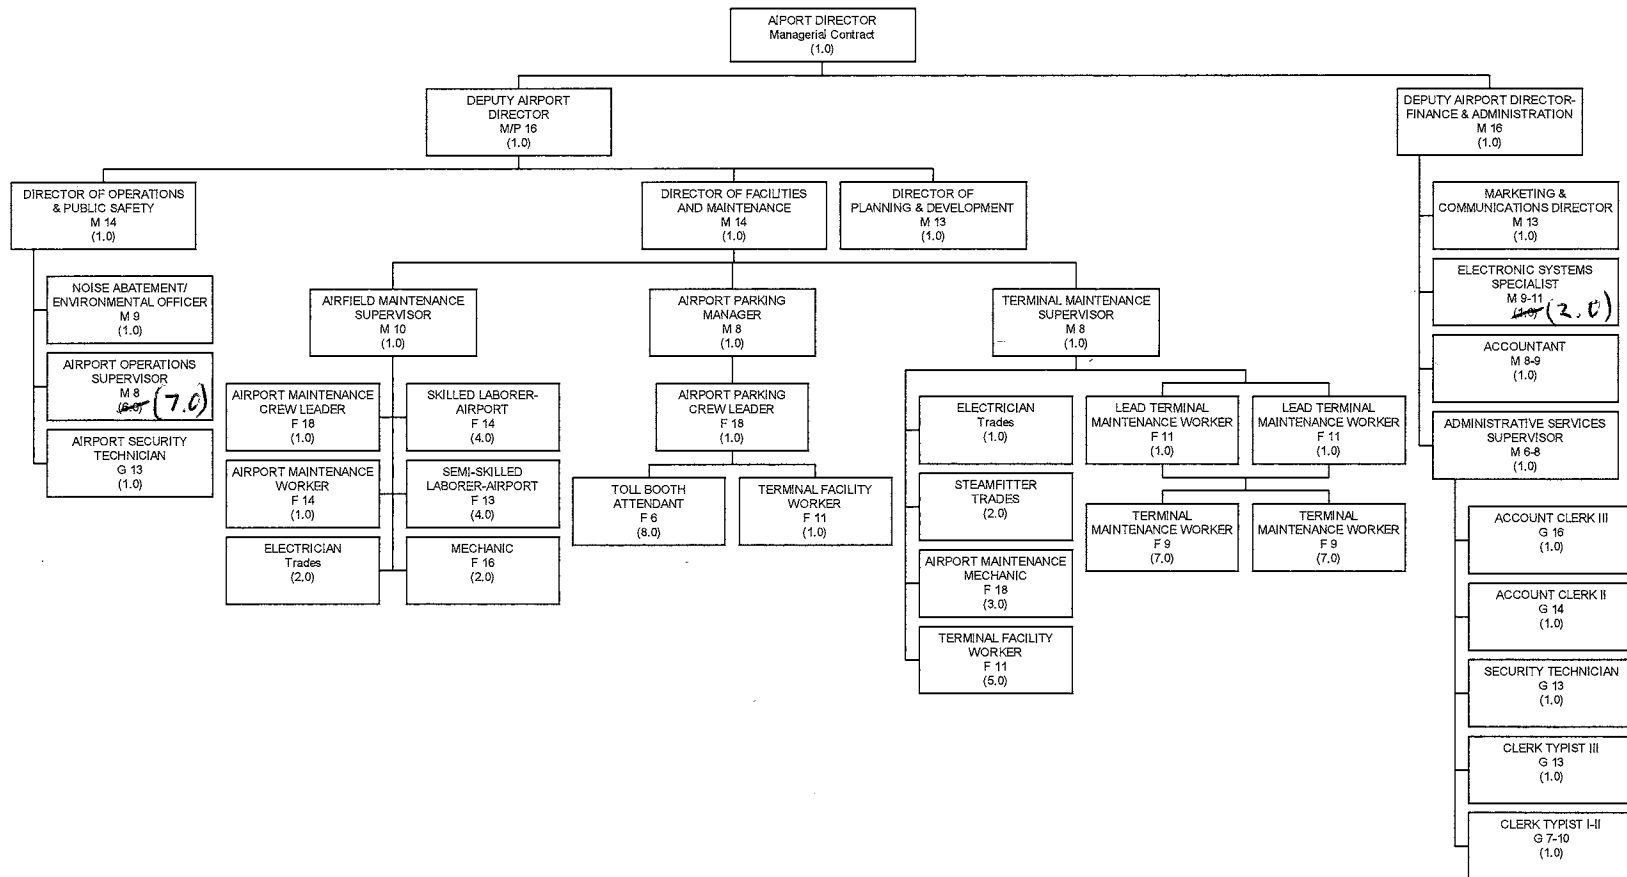 AIPORT DIRECTOR
Managerial Contract
(1.0)
DEPUTY AIRPORT
DIRECTOR
M/P 16
(1.0)
DEPUTY AIRPORT DIRECTOR-
FINANCE & ADMINISTRATION
M 16
(1.0)
DIRECTOR OF OPERATIONS
& PUBLIC SAFETY
M 14
(1.0)
DIRECTOR OF FACILITIES
AND MAINTENANCE
M 14
(1.0)
DIRECTOR OF
PLANNING & DEVELOPMENT
M 13
(1.0)
MARKETING &
COMMUNICATIONS DIRECTOR
M 13
(1.0)
NOISE ABATEMENT/
ENVIRONMENTAL OFFICER
M 9
(1.0)
AIRPORT OPERATIONS
SUPERVISOR
M 8
(6.0) (7.0)
AIRPORT SECURITY
TECHNICIAN
G 13
(1.0)
AIRFIELD MAINTENANCE
SUPERVISOR
M 10
(1.0)
AIRPORT MAINTENANCE
CREW LEADER
F 18
(1.0)
SKILLED LABORER-
AIRPORT
F 14
(4.0)
AIRPORT MAINTENANCE
WORKER
F 14
(1.0)
SEMI-SKILLED
LABORER-AIRPORT
F 13
(4.0)
ELECTRICIAN
Trades
(2.0)
MECHANIC
F 16
(2.0)
AIRPORT PARKING
MANAGER
M 8
(1.0)
AIRPORT PARKING
CREW LEADER
F 18
(1.0)
TOLL BOOTH
ATTENDANT
F 6
(8.0)
TERMINAL FACILITY
WORKER
F 11
(1.0)
TERMINAL MAINTENANCE
SUPERVISOR
M 8
(1.0)
ELECTRICIAN
Trades
(1.0)
STEAMFITTER
TRADES
(2.0)
AIRPORT MAINTENANCE
MECHANIC
F 18
(3.0)
TERMINAL FACILITY
WORKER
F 11
(5.0)
LEAD TERMINAL
MAINTENANCE WORKER
F 11
(1.0)
LEAD TERMINAL
MAINTENANCE WORKER
F 11
(1.0)
TERMINAL
MAINTENANCE WORKER
F 9
(7.0)
TERMINAL
MAINTENANCE WORKER
F 9
(7.0)
ELECTRONIC SYSTEMS
SPECIALIST
M 9-11
(1.0) (2.0)
ACCOUNTANT
M 8-9
(1.0)
ADMINISTRATIVE SERVICES
SUPERVISOR
M 6-8
(1.0)
ACCOUNT CLERK III
G 16
(1.0)
ACCOUNT CLERK II
G 14
(1.0)
SECURITY TECHNICIAN
G 13
(1.0)
CLERK TYPIST III
G 13
(1.0)
CLERK TYPIST I-II
G 7-10
(1.0)